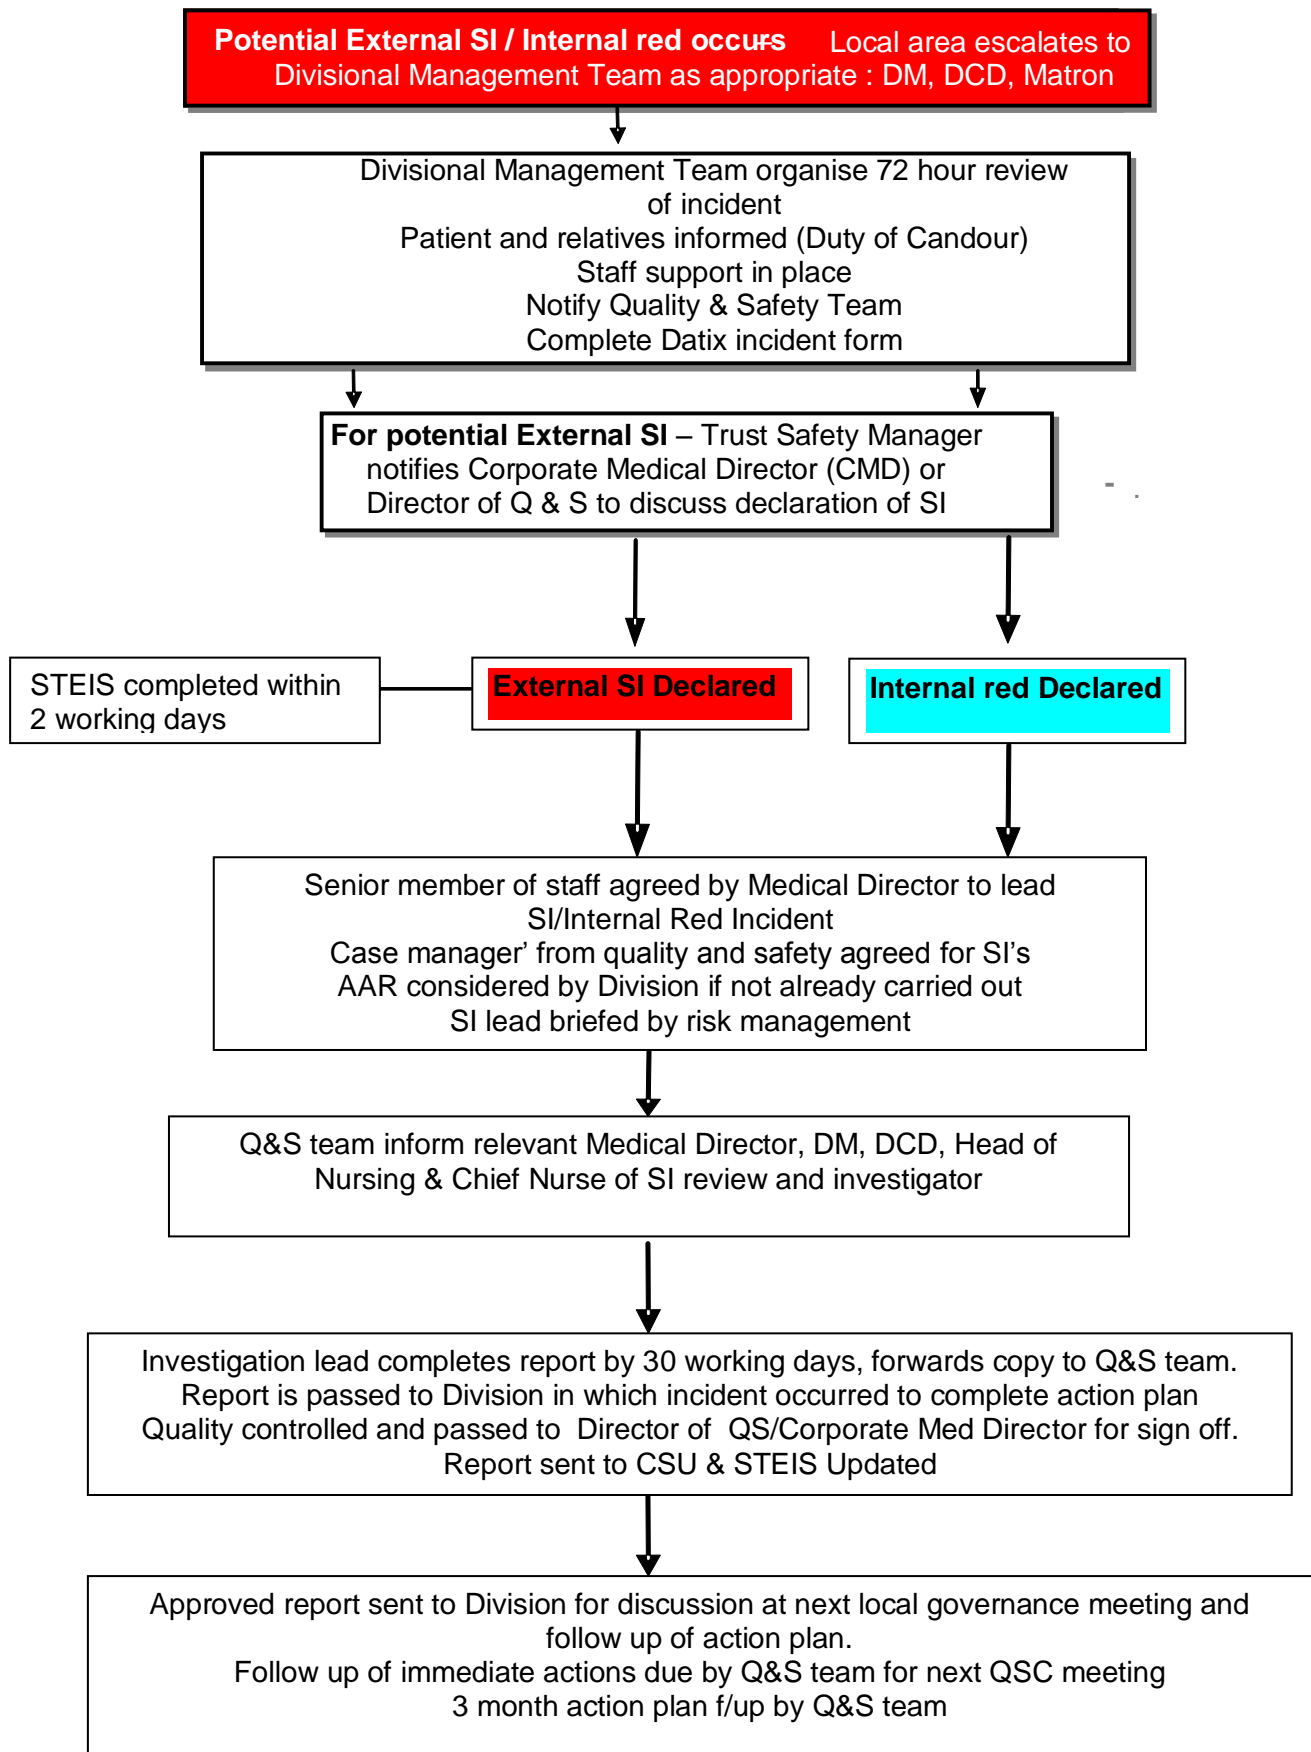 Potential External SI / Internal red occurs Local area escalates to
Divisional Management Team as appropriate : DM, DCD, Matron
Divisional Management Team organise 72 hour review
of incident
Patient and relatives informed (Duty of Candour)
Staff support in place
Notify Quality & Safety Team
Complete Datix incident form
For potential External SI – Trust Safety Manager
notifies Corporate Medical Director (CMD) or
Director of Q & S to discuss declaration of SI
STEIS completed within
2 working days
External SI Declared
Internal red Declared
Senior member of staff agreed by Medical Director to lead
SI/Internal Red Incident
Case manager’ from quality and safety agreed for SI’s
AAR considered by Division if not already carried out
SI lead briefed by risk management
Q&S team inform relevant Medical Director, DM, DCD, Head of
Nursing & Chief Nurse of SI review and investigator
Investigation lead completes report by 30 working days, forwards copy to Q&S team.
Report is passed to Division in which incident occurred to complete action plan
Quality controlled and passed to Director of QS/Corporate Med Director for sign off.
Report sent to CSU & STEIS Updated
Approved report sent to Division for discussion at next local governance meeting and
follow up of action plan.
Follow up of immediate actions due by Q&S team for next QSC meeting
3 month action plan f/up by Q&S team